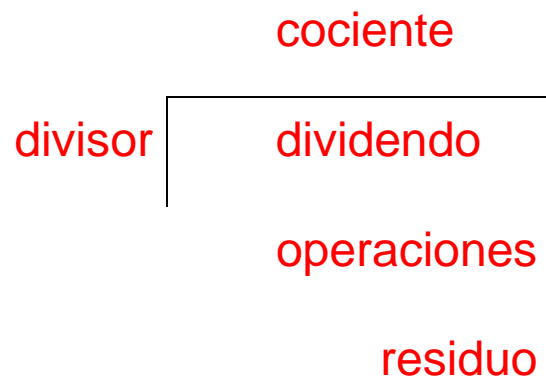 cociente
divisor dividendo
operaciones
residuo